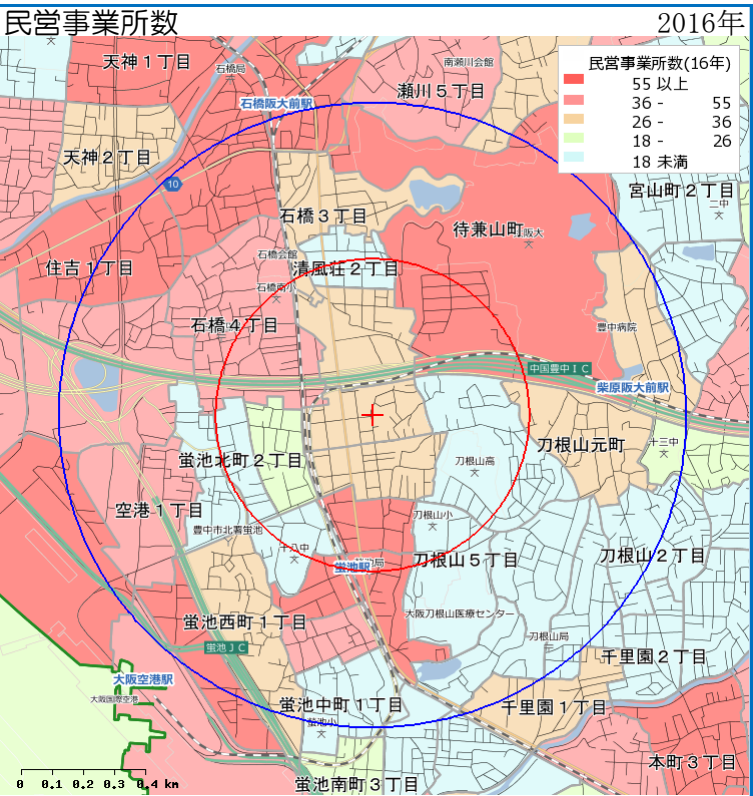 民営事業所数
2016年
民営事業所数(16年)
55 以上
36 - 55
26 - 36
18 - 26
18 未満
天神1丁目
石橋局
石橋阪大前駅
南瀬川会館
瀬川5丁目
天神2丁目
10
宮山町2丁目
二中
石橋3丁目
待兼山町
阪大
石橋会館
清風荘2丁目
住吉1丁目
石橋南小
石橋4丁目
豊中病院
中国豊中IC
柴原阪大前駅
刀根山元町
十三中
蛍池北町2丁目
刀根山高
空港1丁目
刀根山小
豊中市北署蛍池
十八中
蛍池駅
局
刀根山5丁目
刀根山2丁目
大阪刀根山医療センター
蛍池西町1丁目
刀根山局
蛍池JC
千里園2丁目
大阪空港駅
大阪国際空港
蛍池中町1丁目
千里園1丁目
蛍池小
本町3丁目
蛍池南町3丁目
0 0.1 0.2 0.3 0.4 km